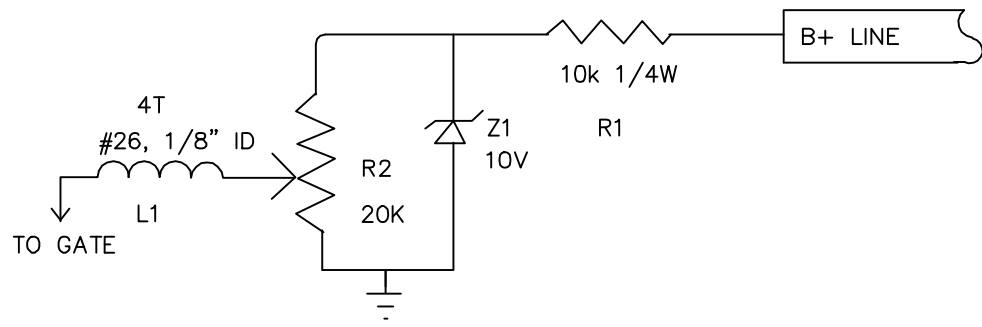 B+ LINE
10k 1/4W
R1
4T
#26, 1/8" ID
L1
TO GATE
R2
20K
Z1
10V